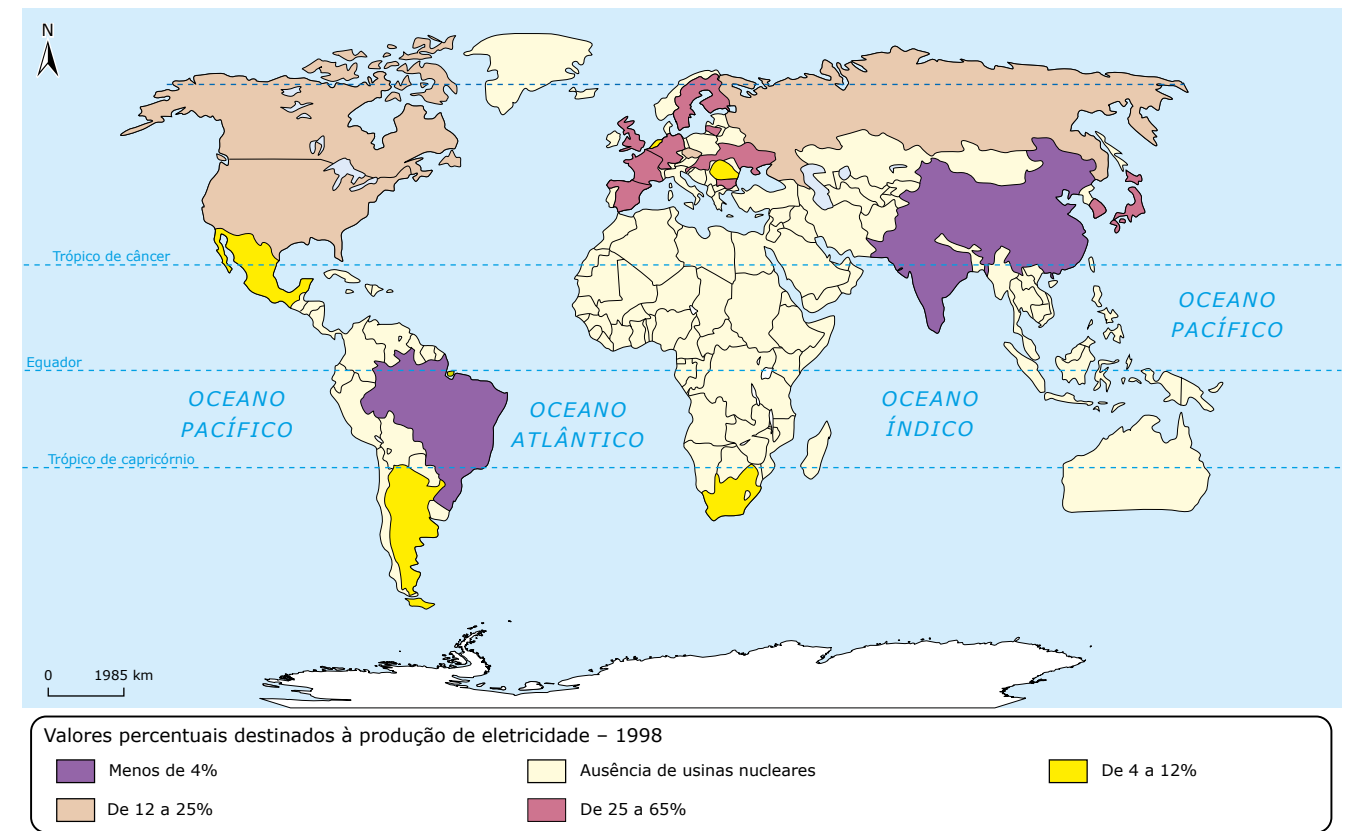 N
Trópico de câncer
OCEANO
PACÍFICO
Equador
OCEANO
PACÍFICO
OCEANO
ATLÂNTICO
OCEANO
ÍNDICO
Trópico de capricórnio
0 1985 km
Valores percentuais destinados à produção de eletricidade – 1998
Menos de 4%
Ausência de usinas nucleares
De 4 a 12%
De 12 a 25%
De 25 a 65%